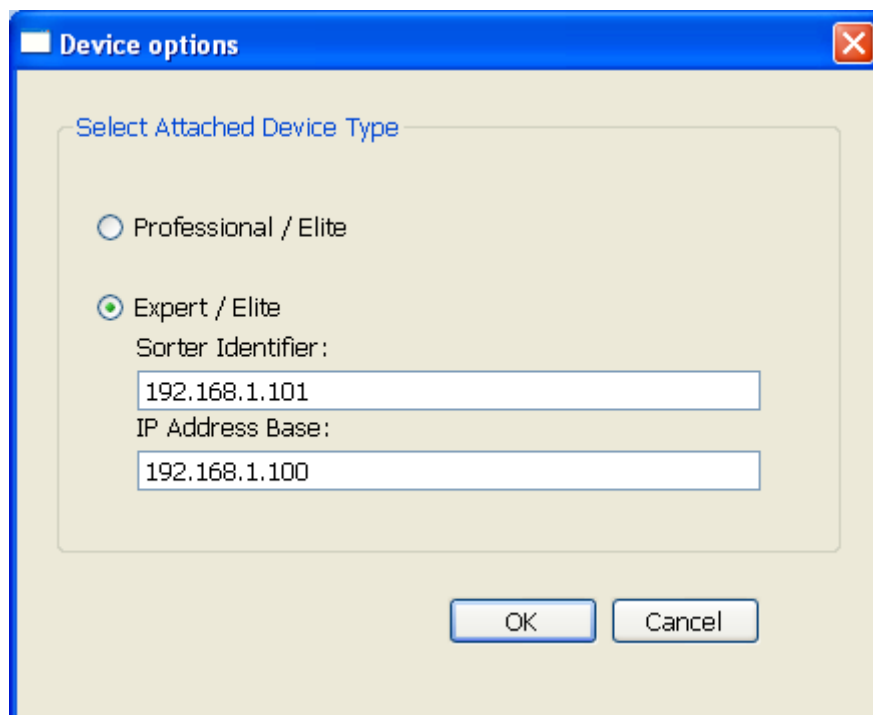 Device options
Select Attached Device Type
Professional / Elite
Expert / Elite
Sorter Identifier:
192.168.1.101
IP Address Base:
192.168.1.100
OK Cancel